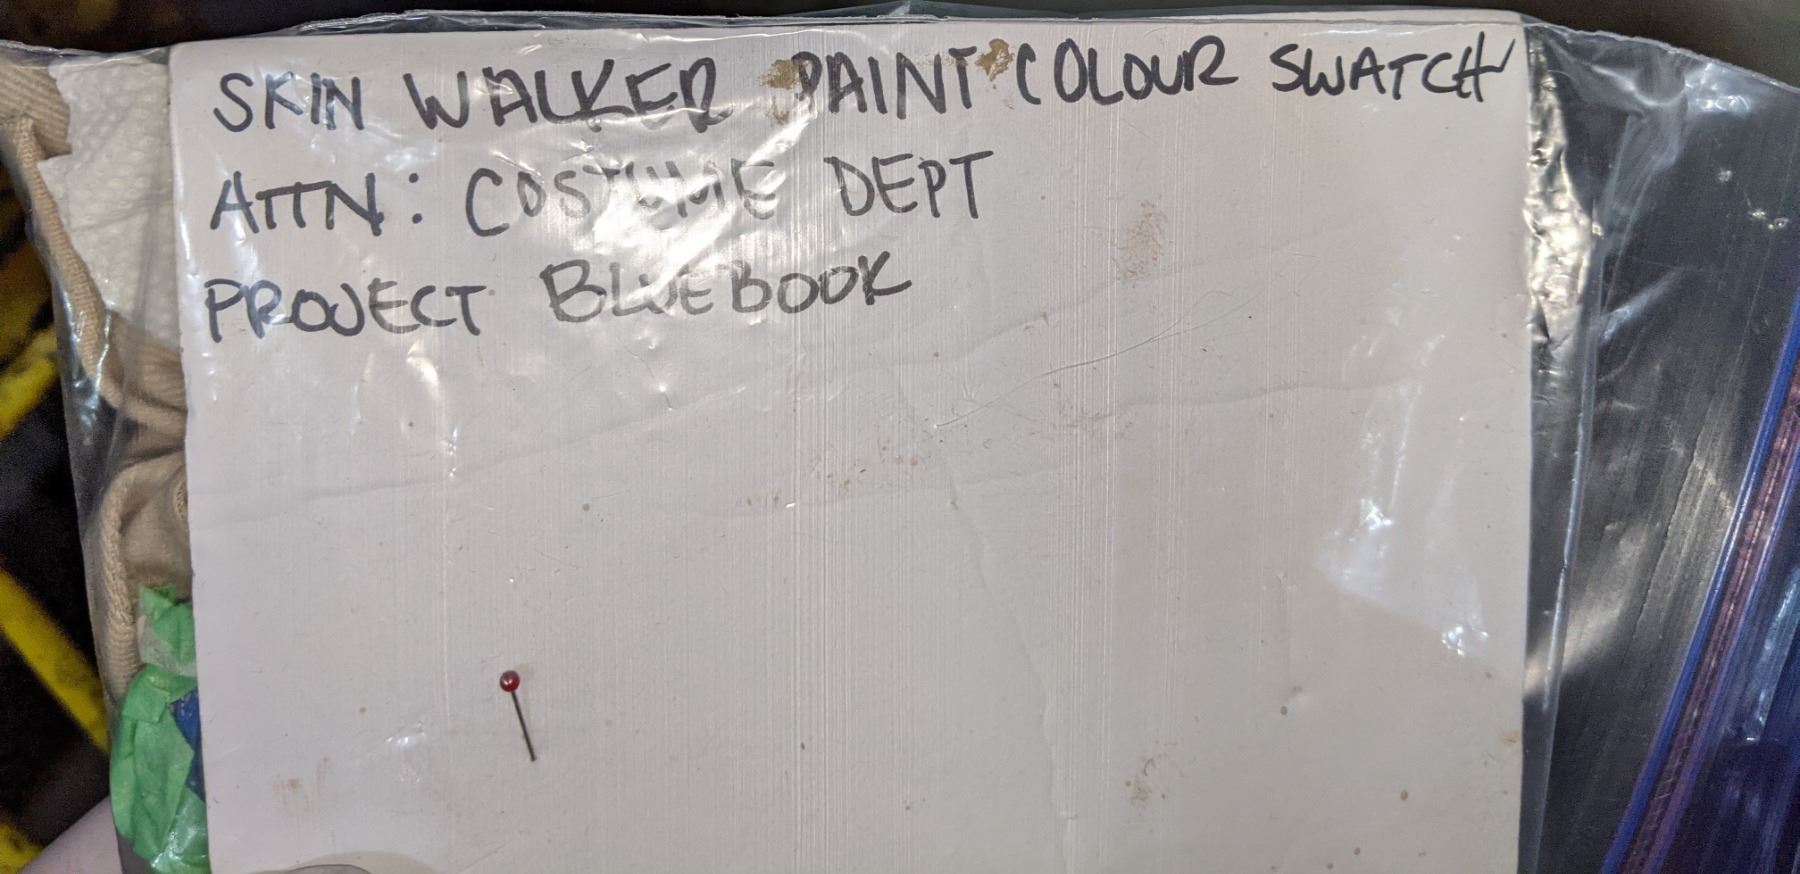 SKIN WALKER PAINT COLOUR SWATCH
ATTN: COSTUME DEPT
PROJECT BLUEBOOK